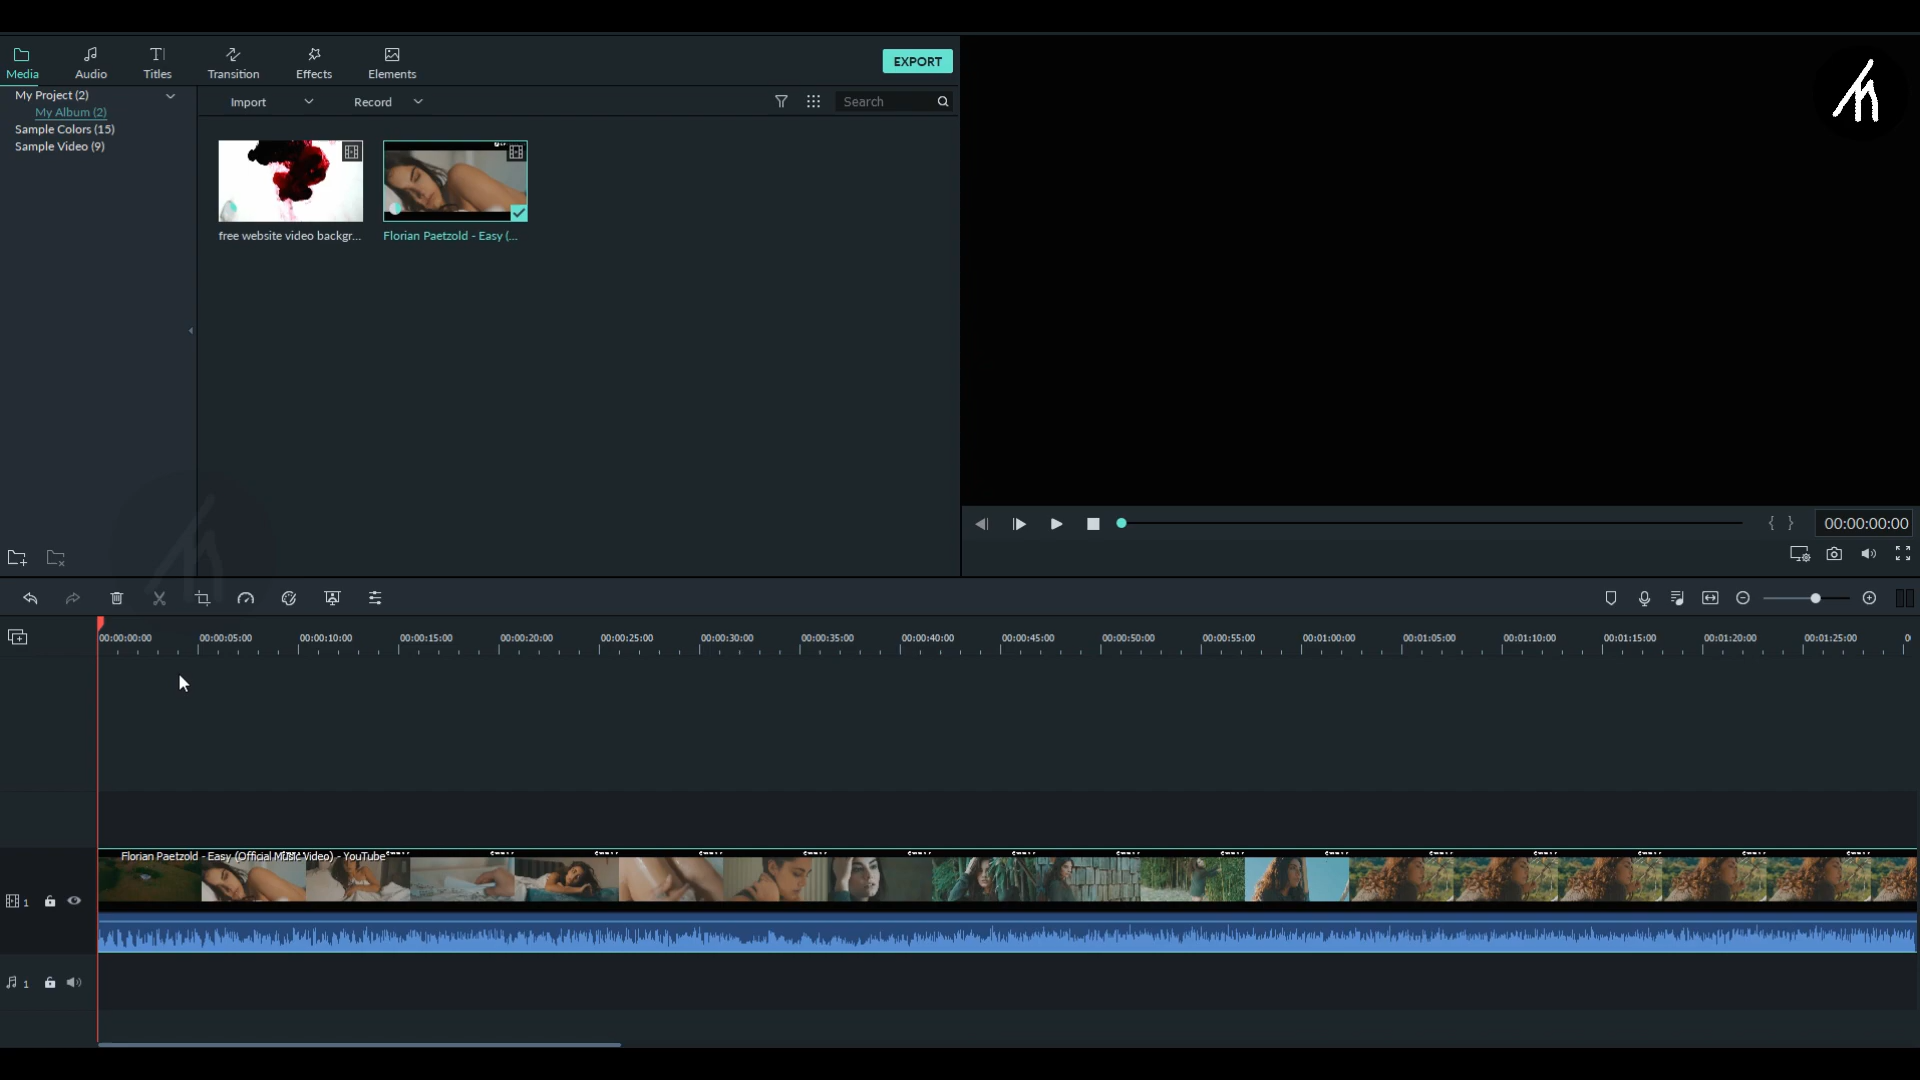 Media
Audio
Titles
Transition
Effects
Elements
EXPORT
My Project (2)
My Album (2)
Sample Colors (15)
Sample Video (9)
Import
Record
Search
free website video backgr...
Florian Paetzold - Easy (...
00:00:00:00
00:00:00:00 00:00:05:00 00:00:10:00 00:00:15:00 00:00:20:00 00:00:25:00 00:00:30:00 00:00:35:00 00:00:40:00 00:00:45:00 00:00:50:00 00:00:55:00 00:01:00:00 00:01:05:00 00:01:10:00 00:01:15:00 00:01:20:00 00:01:25:00
Florian Paetzold - Easy (Official Music Video) - YouTube
1
1